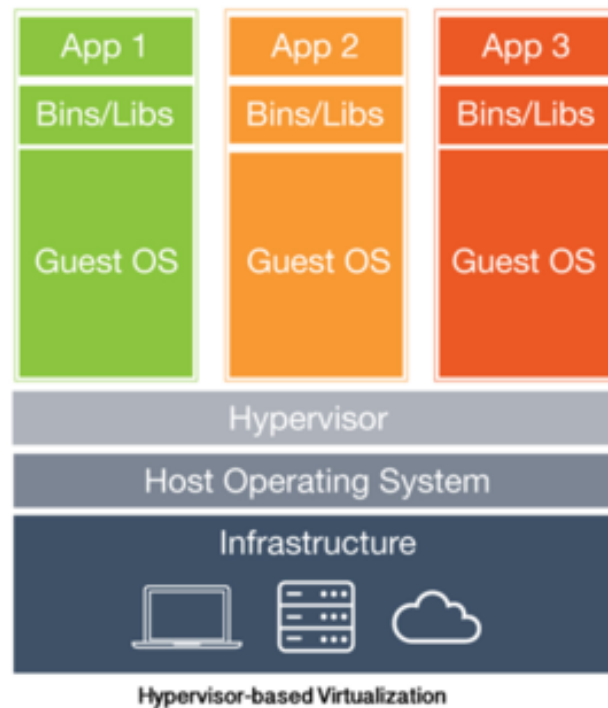 App 1 App 2 App 3
Bins/Libs Bins/Libs Bins/Libs
Guest OS Guest OS Guest OS
Hypervisor
Host Operating System
Infrastructure
Hypervisor-based Virtualization